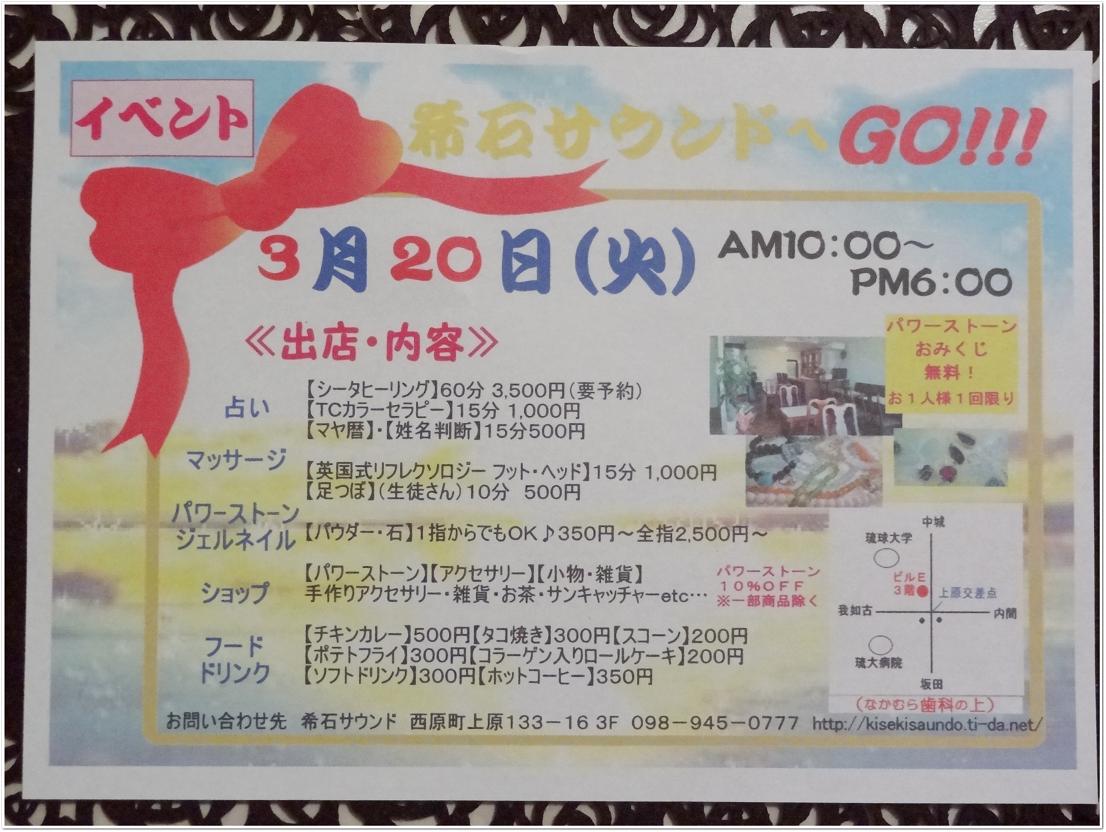 イベント
希石サウンドへGO!!!
3月20日(火)
AM10:00～
PM6:00
≪出店・内容≫
占い
【シータヒーリング】60分 3,500円(要予約)
【TCカラーセラピー】15分 1,000円
【マヤ暦】・【姓名判断】15分500円
マッサージ
【英国式リフレクソロジー フット・ヘッド】15分 1,000円
【足つぼ】(生徒さん)10分 500円
パワーストーン
ジェルネイル
【パウダー・石】1指からでもOK♪350円～全指2,500円～
ショップ
【パワーストーン】【アクセサリー】【小物・雑貨】
手作りアクセサリー・雑貨・お茶・サンキャッチャーetc…
パワーストーン
10％OFF
※一部商品除く
フード
ドリンク
【チキンカレー】500円【タコ焼き】300円【スコーン】200円
【ポテトフライ】300円【コラーゲン入りロールケーキ】200円
【ソフトドリンク】300円【ホットコーヒー】350円
パワーストーン
おみくじ
無料！
お1人様1回限り
中城
琉球大学
ビルE
3階
上原交差点
我如古
内間
琉大病院
坂田
(なかむら歯科の上)
お問い合わせ先 希石サウンド 西原町上原133－16 3F 098－945－0777 http://kisekisaundo.ti-da.net/